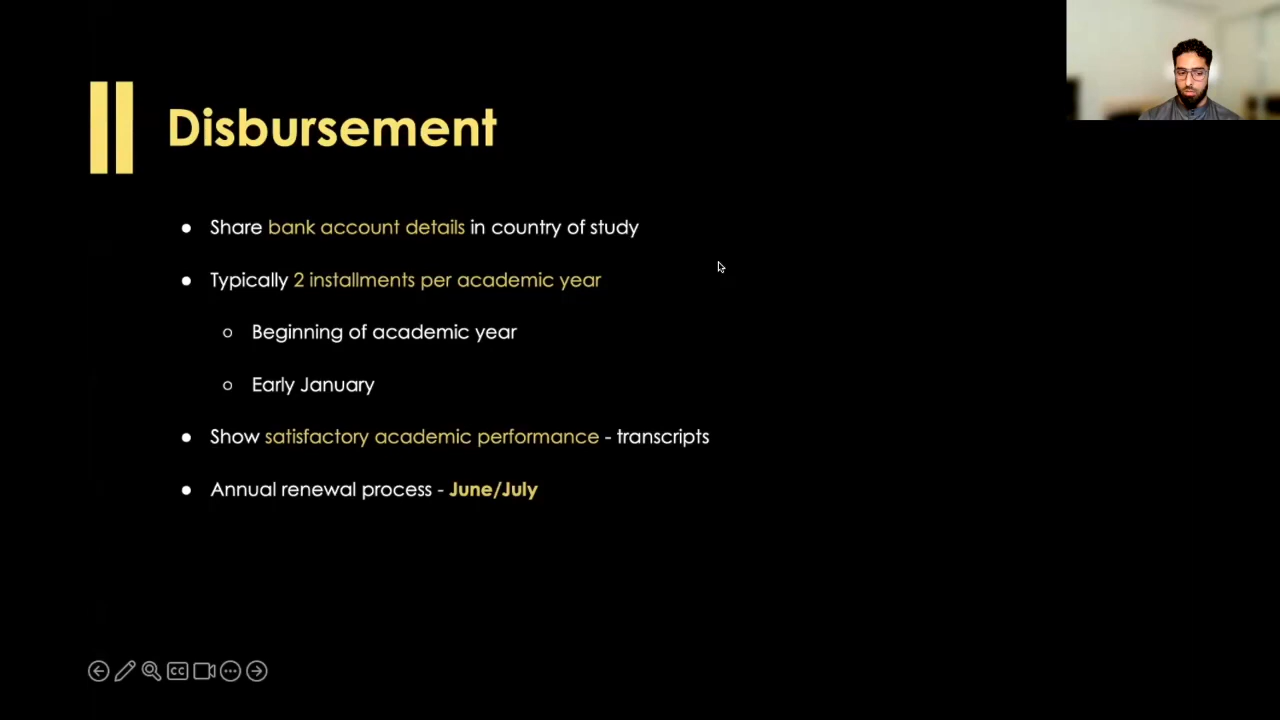 Disbursement
● Share bank account details in country of study
● Typically 2 installments per academic year
○ Beginning of academic year
○ Early January
● Show satisfactory academic performance - transcripts
● Annual renewal process - June/July
CC